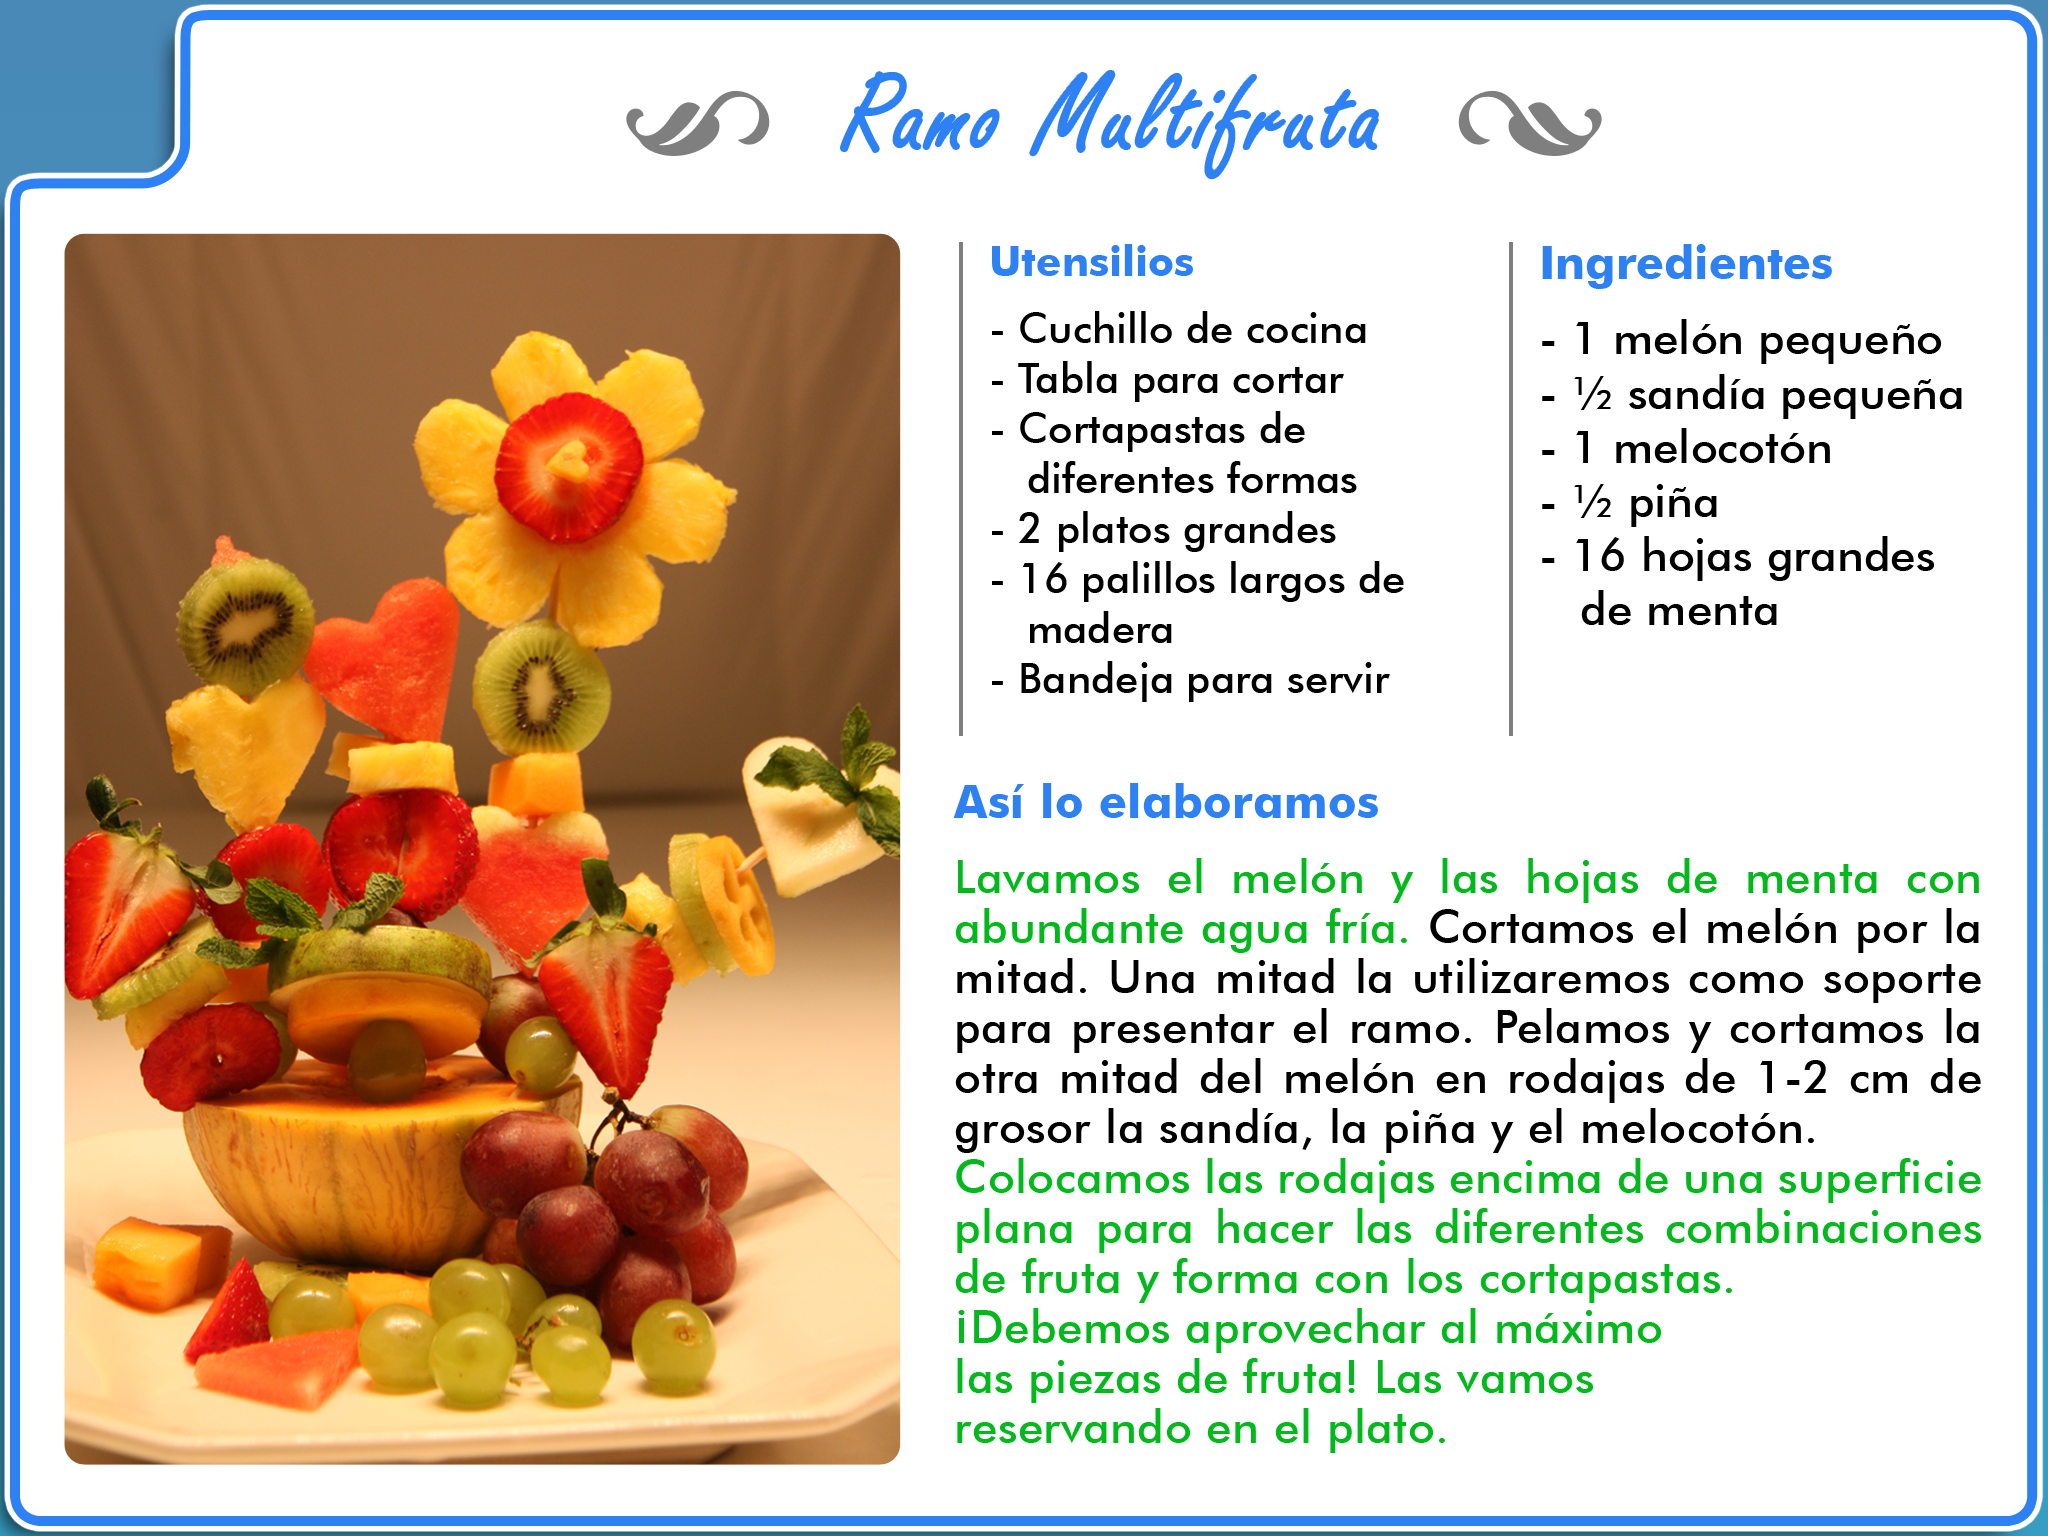 Ramo Multifruta
Utensilios
- Cuchillo de cocina
- Tabla para cortar
- Cortapastas de
diferentes formas
- 2 platos grandes
- 16 palillos largos de
madera
- Bandeja para servir
Ingredientes
- 1 melón pequeño
- ½ sandía pequeña
- 1 melocotón
- ½ piña
- 16 hojas grandes
de menta
Así lo elaboramos
Lavamos el melón y las hojas de menta con
abundante agua fría. Cortamos el melón por la
mitad. Una mitad la utilizaremos como soporte
para presentar el ramo. Pelamos y cortamos la
otra mitad del melón en rodajas de 1-2 cm de
grosor la sandía, la piña y el melocotón.
Colocamos las rodajas encima de una superficie
plana para hacer las diferentes combinaciones
de fruta y forma con los cortapastas.
¡Debemos aprovechar al máximo
las piezas de fruta! Las vamos
reservando en el plato.